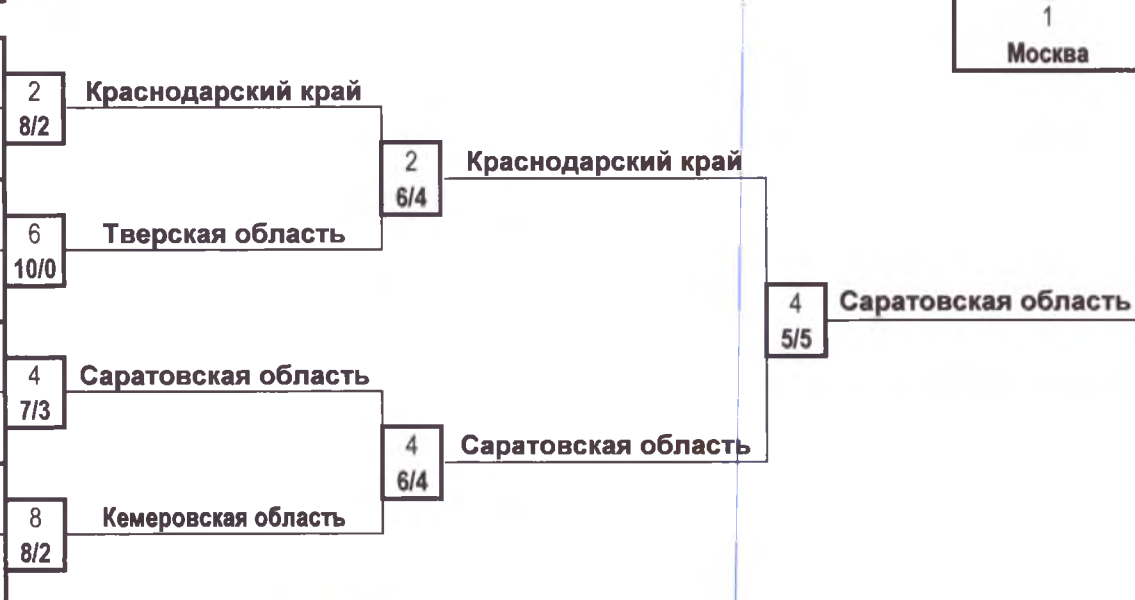 1
Москва
2
8/2
Краснодарский край
2
6/4
Краснодарский край
6
10/0
Тверская область
4
5/5
Саратовская область
4
7/3
Саратовская область
4
6/4
Саратовская область
8
8/2
Кемеровская область